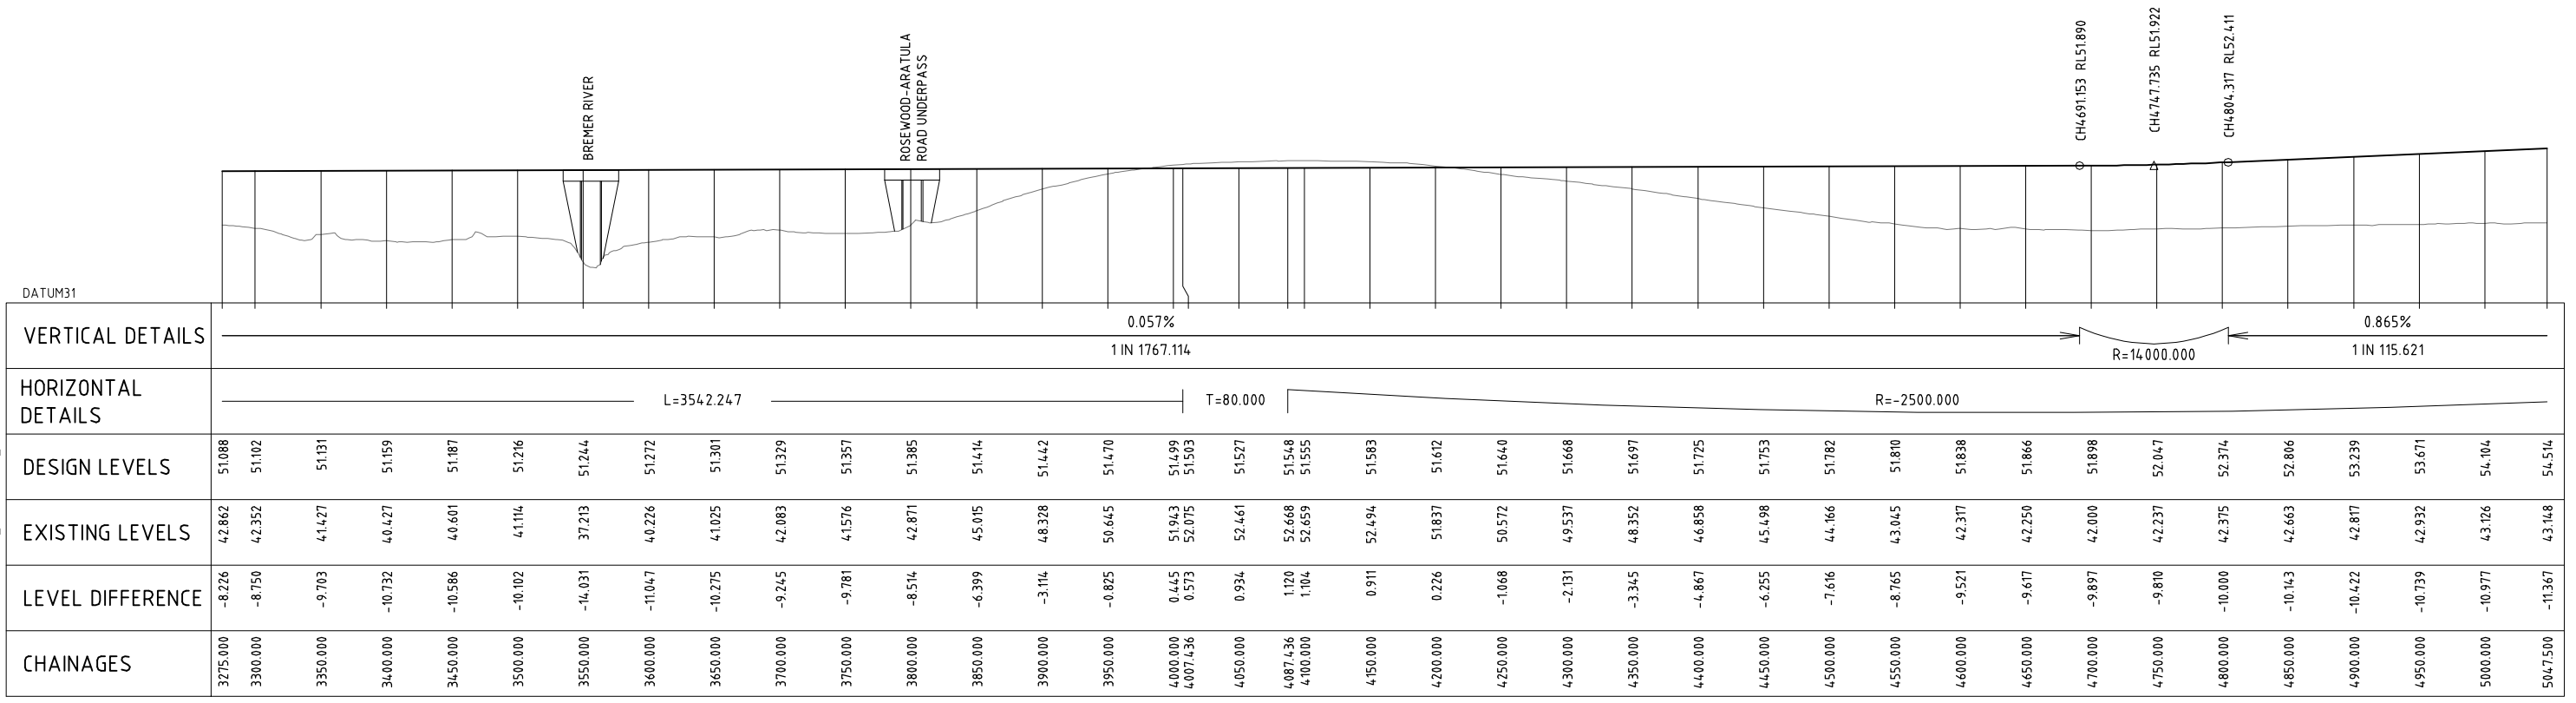 BREMER RIVER
ROSEWOOD-ARATULA
ROAD UNDERPASS
CH4691.153 RL51.890
CH4747.735 RL51.922
CH4804.317 RL52.411
DATUM31
VERTICAL DETAILS
0.057%
1 IN 1767.114
R=14000.000
0.865%
1 IN 115.621
HORIZONTAL
DETAILS
L=3542.247
T=80.000
R=-2500.000
DESIGN LEVELS
51.088 51.102 51.131 51.159 51.187 51.216 51.244 51.272 51.301 51.329 51.357 51.385 51.414 51.442 51.470 51.499 51.503 51.527 51.548 51.555 51.583 51.612 51.640 51.668 51.697 51.725 51.753 51.782 51.810 51.838 51.866 51.898 52.047 52.374 52.806 53.239 53.671 54.104 54.514
EXISTING LEVELS
42.862 42.352 41.427 40.427 40.601 41.114 37.213 40.226 41.025 42.083 41.576 42.871 45.015 48.328 50.645 51.943 52.075 52.461 52.668 52.659 52.494 51.837 50.572 49.537 48.352 46.858 45.498 44.166 43.045 42.317 42.250 42.000 42.237 42.375 42.663 42.817 42.932 43.126 43.148
LEVEL DIFFERENCE
-8.226 -8.750 -9.703 -10.732 -10.586 -10.102 -14.031 -11.047 -10.275 -9.245 -9.781 -8.514 -6.399 -3.114 -0.825 0.445 0.573 0.934 1.120 1.104 0.911 0.226 -1.068 -2.131 -3.345 -4.867 -6.255 -7.616 -8.765 -9.521 -9.617 -9.897 -9.810 -10.000 -10.143 -10.422 -10.739 -10.977 -11.367
CHAINAGES
3275.000 3300.000 3350.000 3400.000 3450.000 3500.000 3550.000 3600.000 3650.000 3700.000 3750.000 3800.000 3850.000 3900.000 3950.000 4000.000 4007.436 4050.000 4087.436 4100.000 4150.000 4200.000 4250.000 4300.000 4350.000 4400.000 4450.000 4500.000 4550.000 4600.000 4650.000 4700.000 4750.000 4800.000 4850.000 4900.000 4950.000 5000.000 5047.500